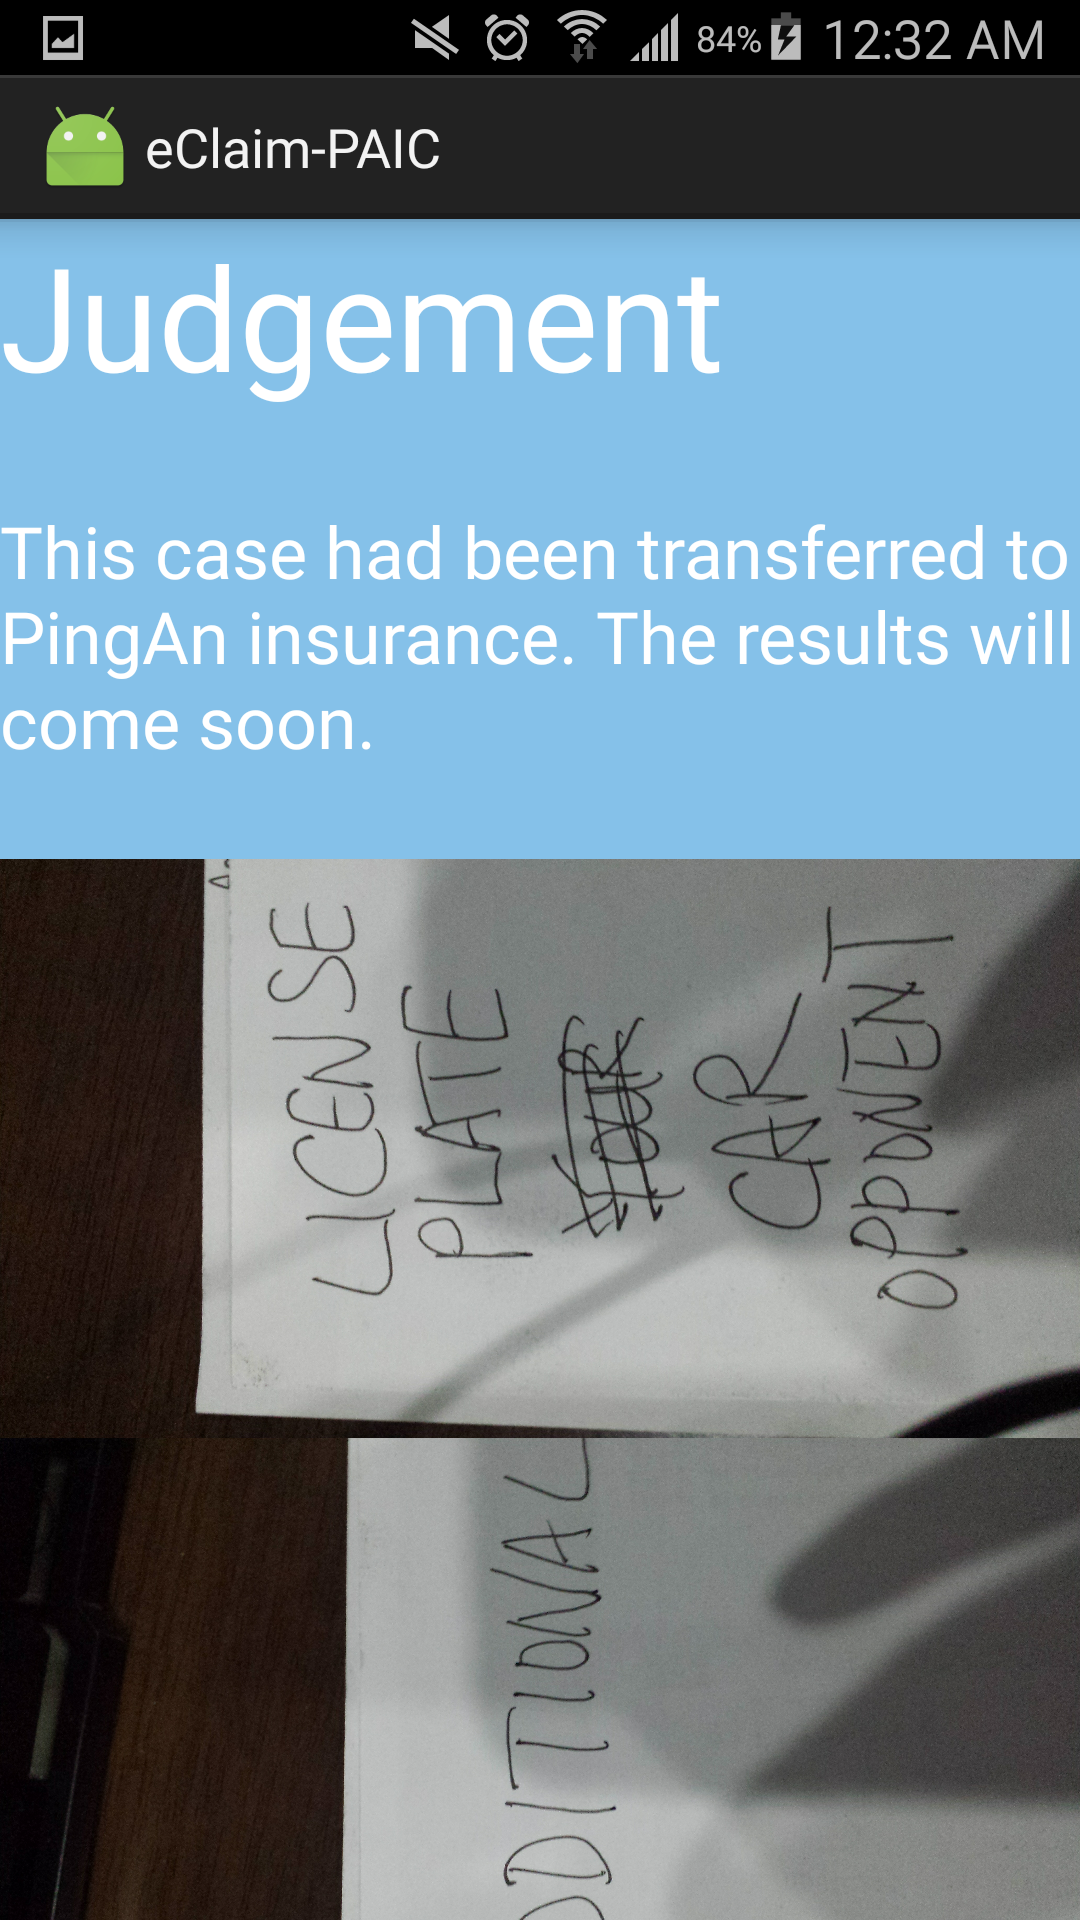 84% 12:32 AM
eClaim-PAIC
Judgement
This case had been transferred to
PingAn insurance. The results will
come soon.
LICENSE
PLATE
CAR
OPPONENT
DDITIONAL